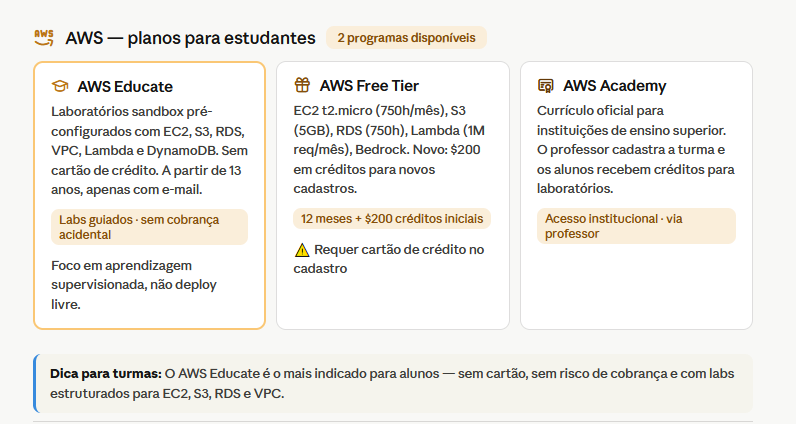 aws AWS — planos para estudantes 2 programas disponíveis
AWS Educate
Laboratórios sandbox pré-
configurados com EC2, S3, RDS,
VPC, Lambda e DynamoDB. Sem
cartão de crédito. A partir de 13
anos, apenas com e-mail.
Labs guiados · sem cobrança
acidental
Foco em aprendizagem
supervisionada, não deploy
livre.
AWS Free Tier
EC2 t2.micro (750h/mês), S3
(5GB), RDS (750h), Lambda (1M
req/mês), Bedrock. Novo: $200
em créditos para novos
cadastros.
12 meses + $200 créditos iniciais
⚠️ Requer cartão de crédito no
cadastro
AWS Academy
Currículo oficial para
instituições de ensino superior.
O professor cadastra a turma e
os alunos recebem créditos para
laboratórios.
Acesso institucional · via
professor
Dica para turmas: O AWS Educate é o mais indicado para alunos — sem cartão, sem risco de cobrança e com labs
estruturados para EC2, S3, RDS e VPC.